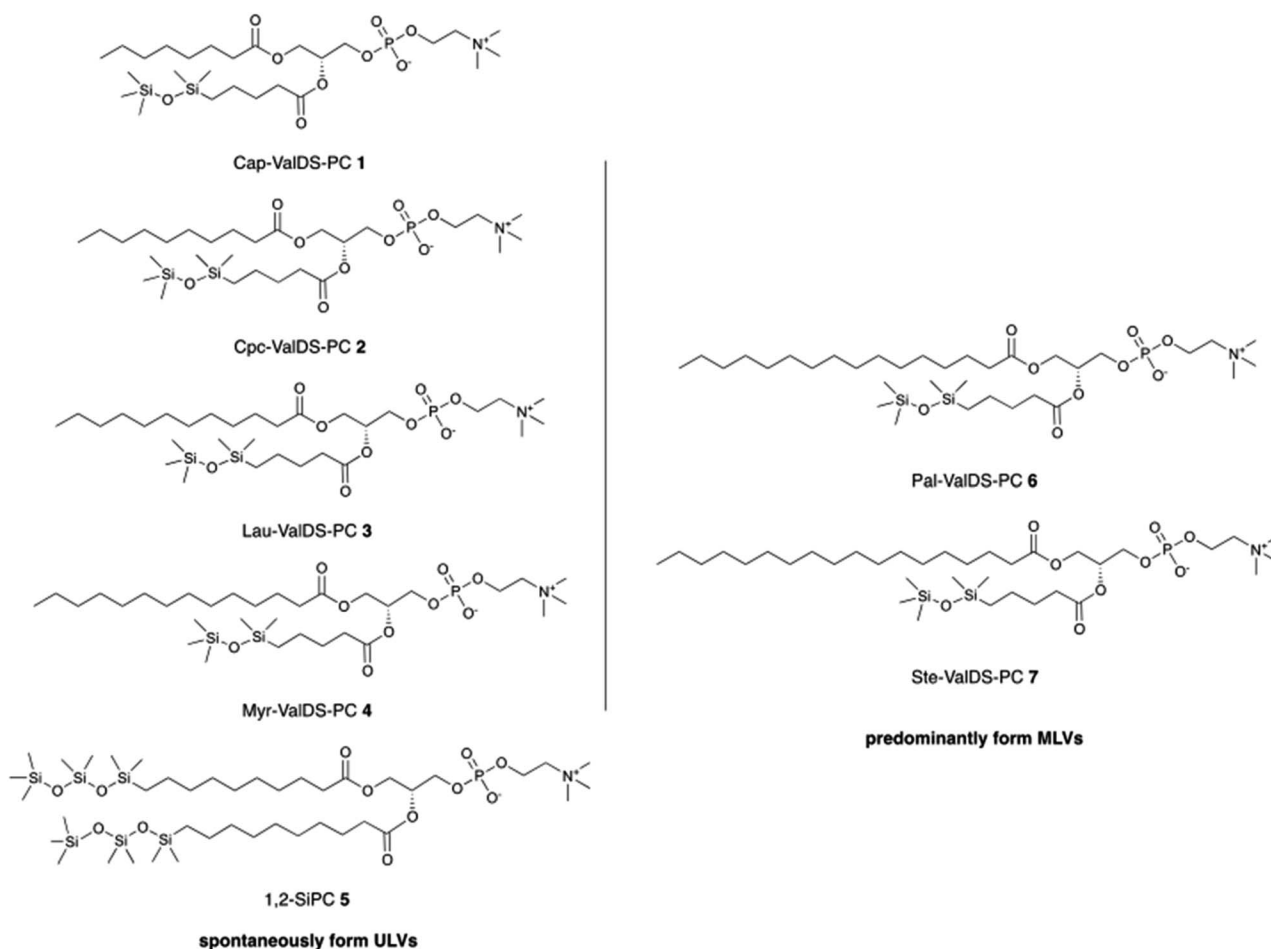 Cap-ValDS-PC 1
Cpc-ValDS-PC 2
Lau-ValDS-PC 3
Myr-ValDS-PC 4
1,2-SiPC 5
spontaneously form ULVs
Pal-ValDS-PC 6
Ste-ValDS-PC 7
predominantly form MLVs